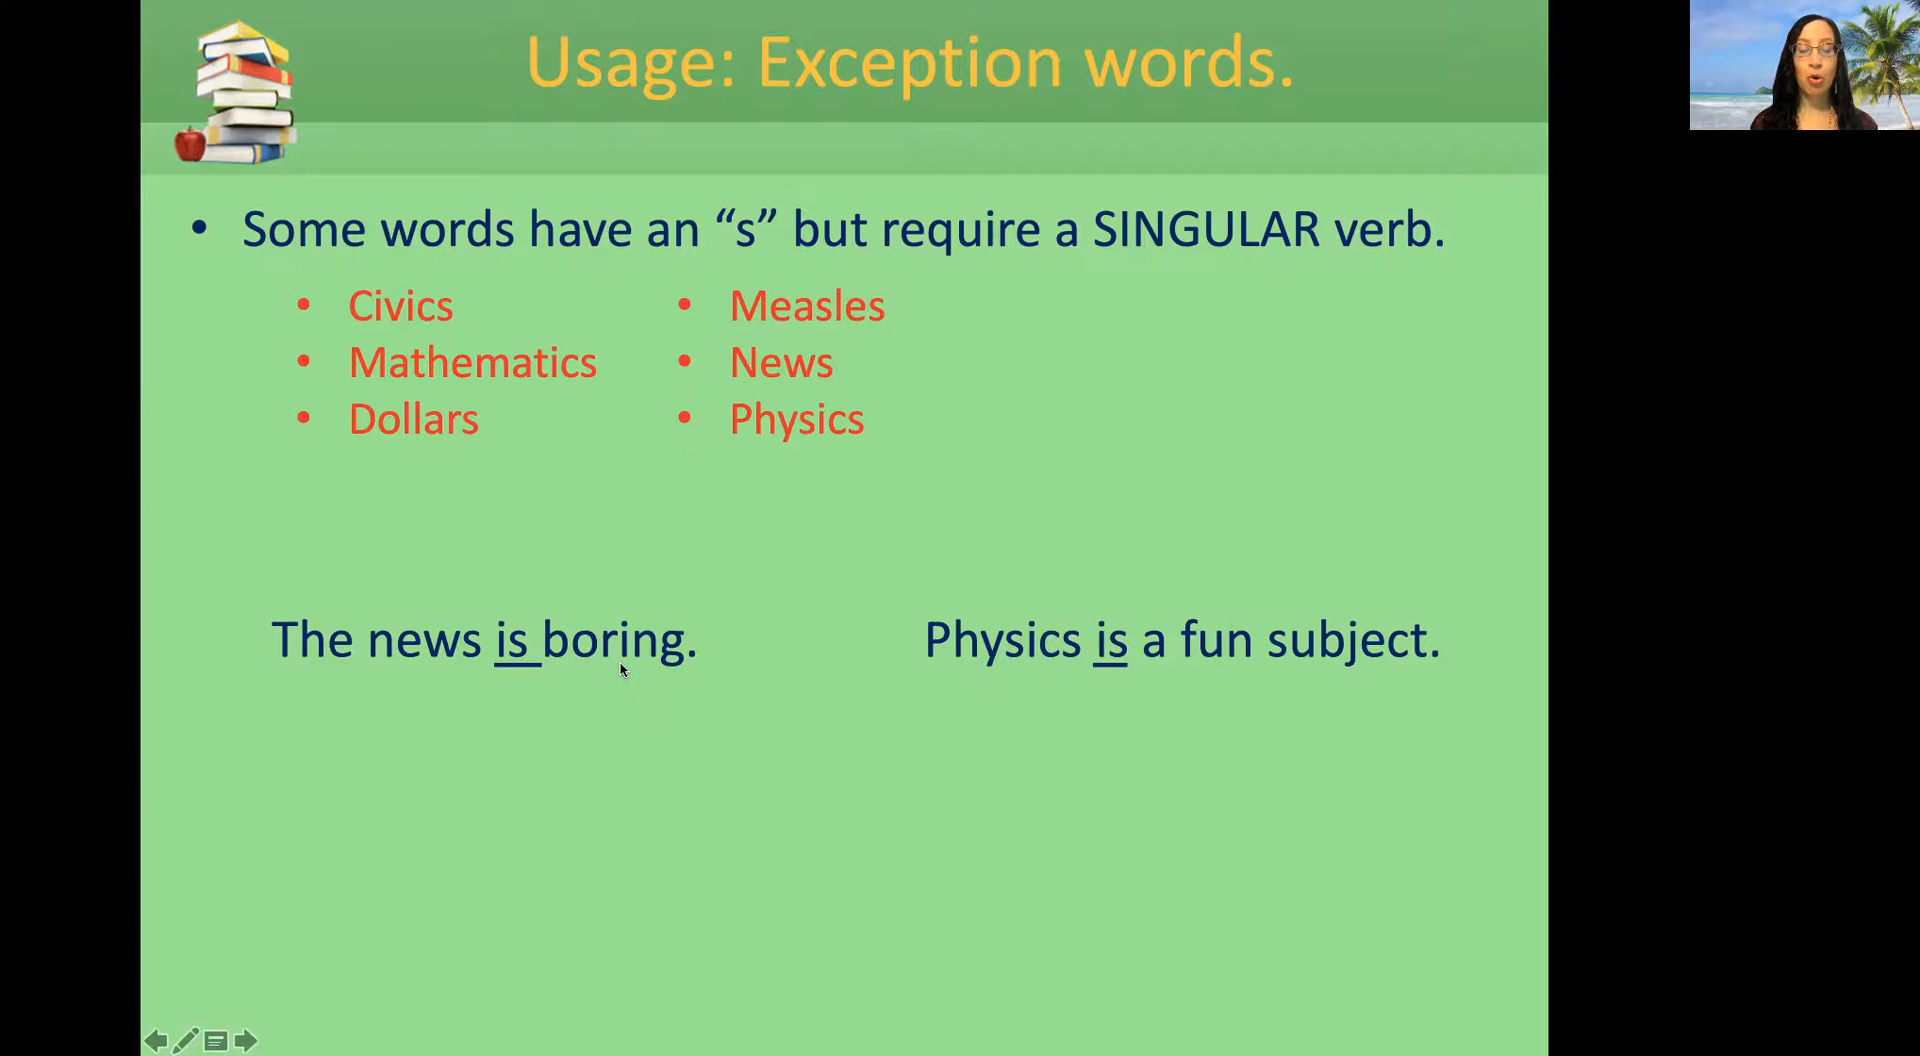 Usage: Exception words.
• Some words have an “s” but require a SINGULAR verb.
• Civics
• Mathematics
• Dollars
• Measles
• News
• Physics
The news is boring.
Physics is a fun subject.